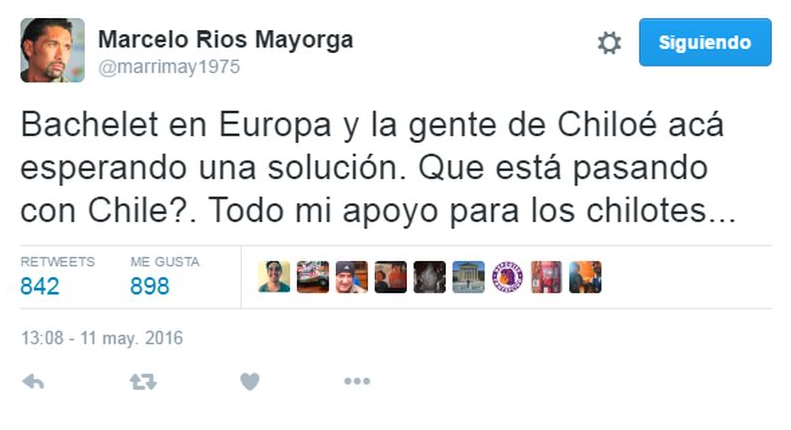 Marcelo Rios Mayorga
@marrimay1975
Siguiendo
Bachelet en Europa y la gente de Chiloé acá
esperando una solución. Que está pasando
con Chile?. Todo mi apoyo para los chilotes...
RETWEETS
ME GUSTA
842
898
13:08 - 11 may. 2016